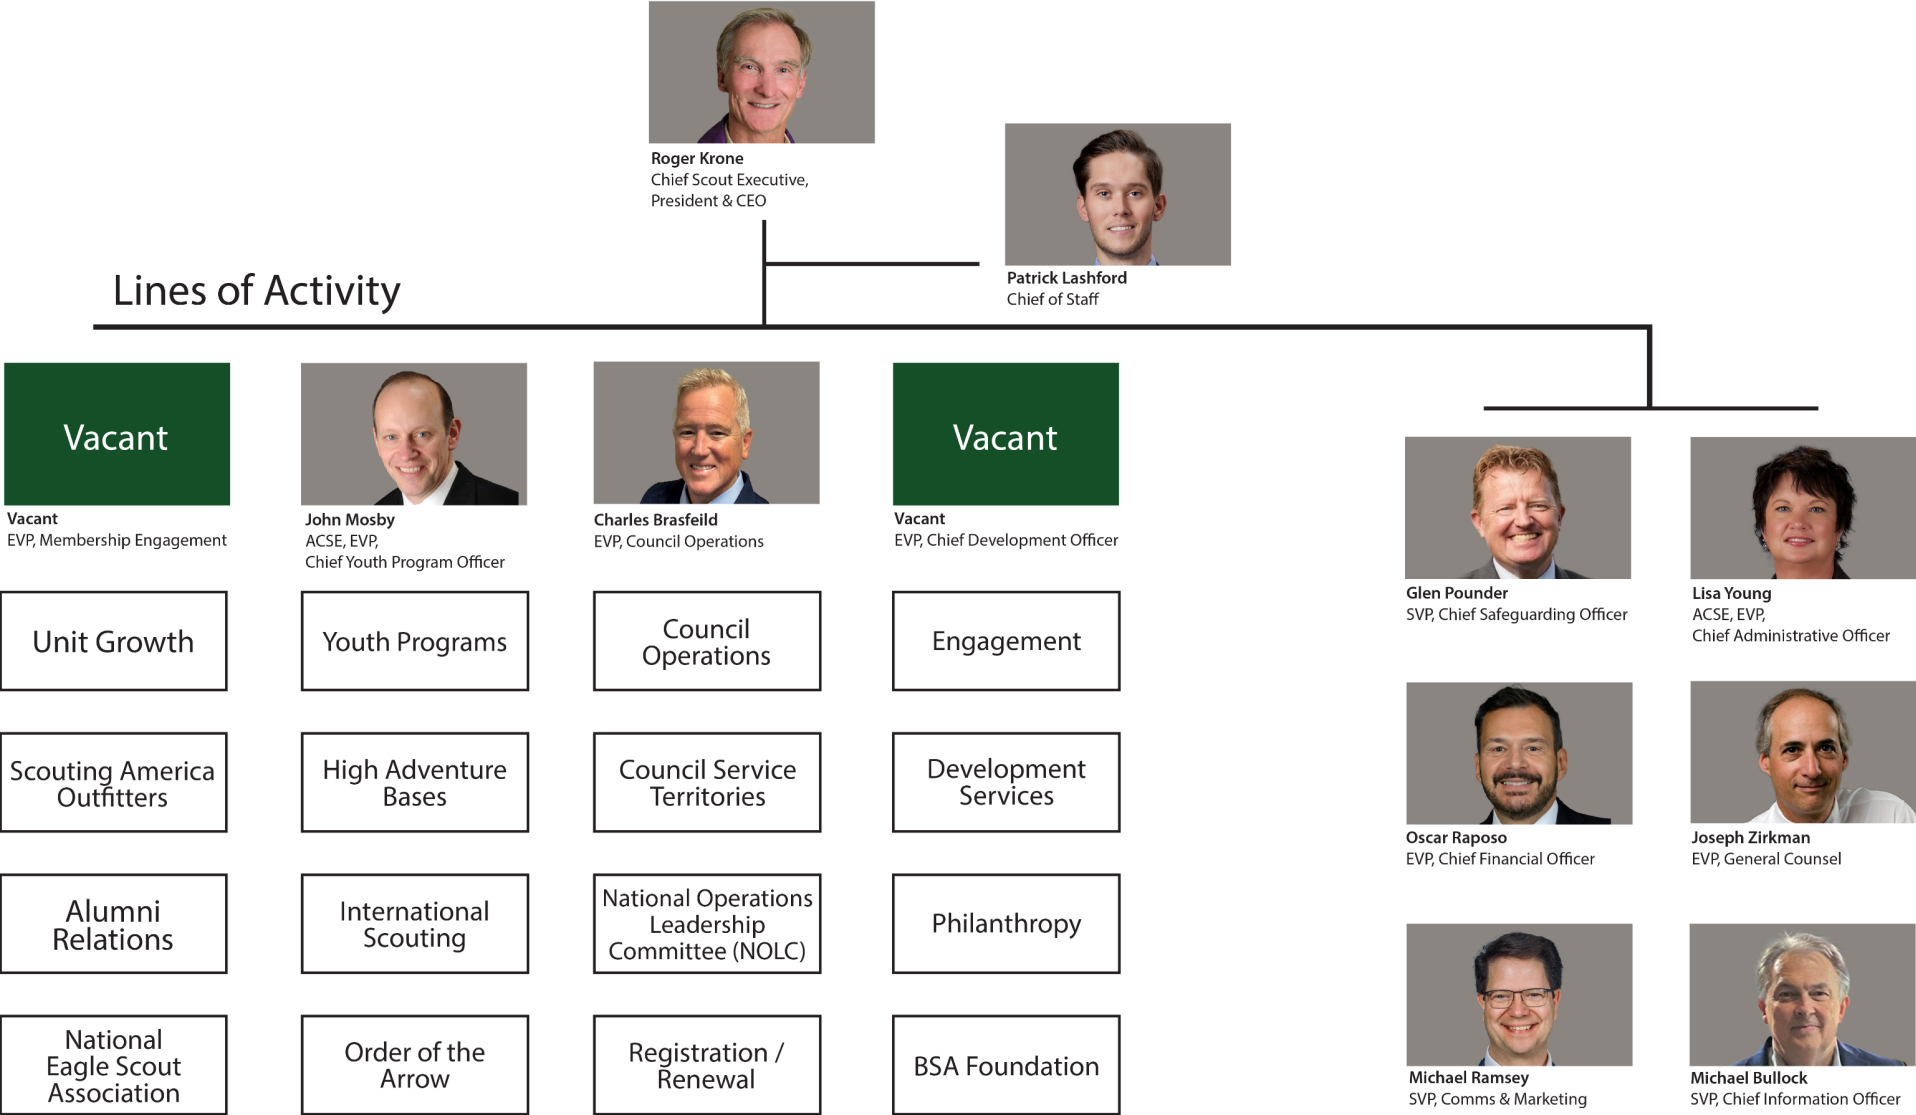 Roger Krone
Chief Scout Executive,
President & CEO
Patrick Lashford
Chief of Staff
Lines of Activity
Vacant
Vacant
EVP, Membership Engagement
John Mosby
ACSE, EVP,
Chief Youth Program Officer
Charles Brasfeild
EVP, Council Operations
Vacant
Vacant
EVP, Chief Development Officer
Glen Pounder
SVP, Chief Safeguarding Officer
Lisa Young
ACSE, EVP,
Chief Administrative Officer
Unit Growth
Youth Programs
Council
Operations
Engagement
Scouting America
Outfitters
High Adventure
Bases
Council Service
Territories
Development
Services
Oscar Raposo
EVP, Chief Financial Officer
Joseph Zirkman
EVP, General Counsel
Alumni
Relations
International
Scouting
National Operations
Leadership
Committee (NOLC)
Philanthropy
National
Eagle Scout
Association
Order of the
Arrow
Registration /
Renewal
BSA Foundation
Michael Ramsey
SVP, Comms & Marketing
Michael Bullock
SVP, Chief Information Officer